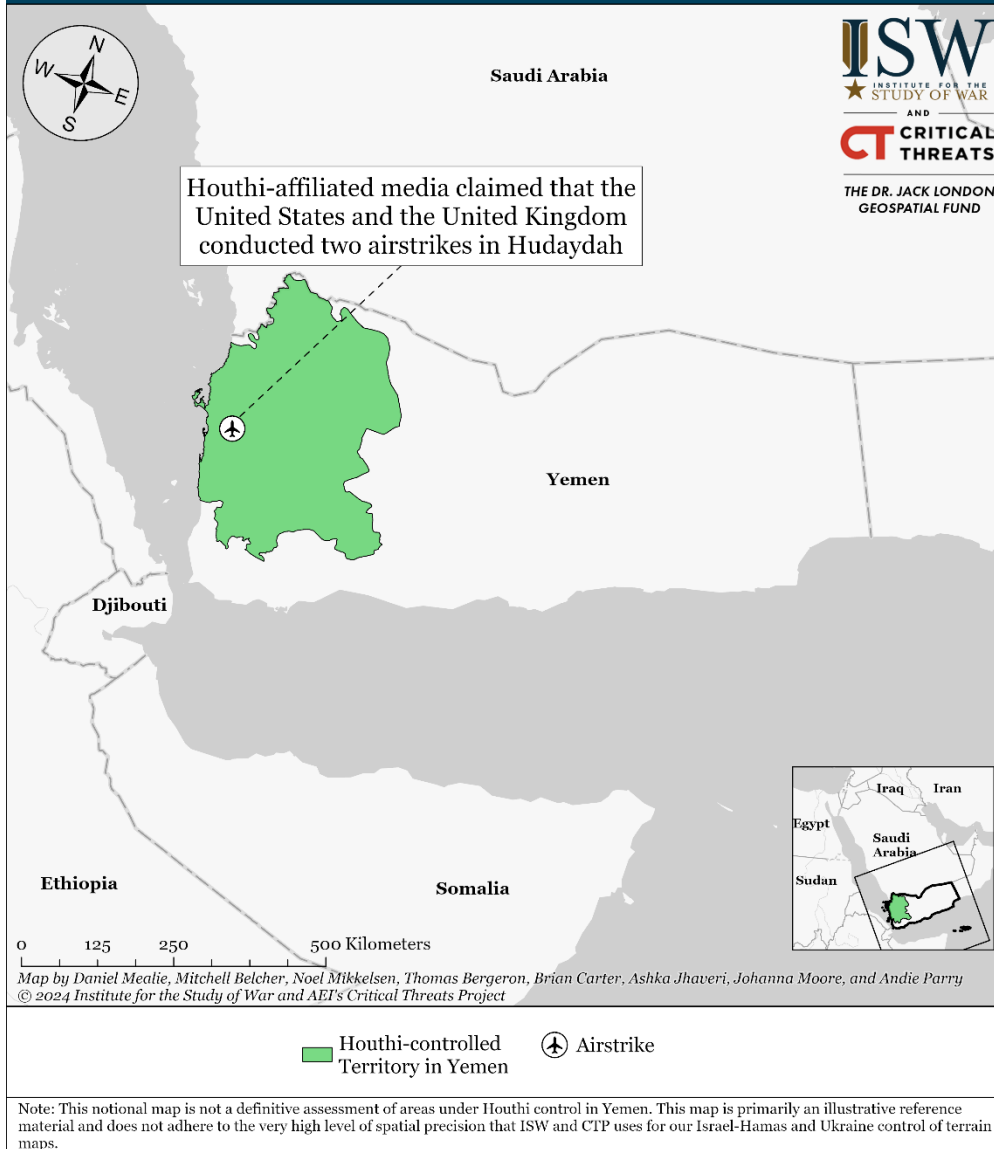 N
W
E
S
Saudi Arabia
ISW
INSTITUTE FOR THE
STUDY OF WAR
AND
CT CRITICAL
THREATS
THE DR. JACK LONDON
GEOSPATIAL FUND
Houthi-affiliated media claimed that the
United States and the United Kingdom
conducted two airstrikes in Hudaydah
Yemen
Djibouti
Ethiopia
Somalia
Iraq
Iran
Egypt
Saudi
Arabia
Sudan
0 125 250 500 Kilometers
Map by Daniel Mealie, Mitchell Belcher, Noel Mikkelsen, Thomas Bergeron, Brian Carter, Ashka Jhaveri, Johanna Moore, and Andie Parry
© 2024 Institute for the Study of War and AEI's Critical Threats Project
Houthi-controlled
Territory in Yemen
Airstrike
Note: This notional map is not a definitive assessment of areas under Houthi control in Yemen. This map is primarily an illustrative reference
material and does not adhere to the very high level of spatial precision that ISW and CTP uses for our Israel-Hamas and Ukraine control of terrain
maps.